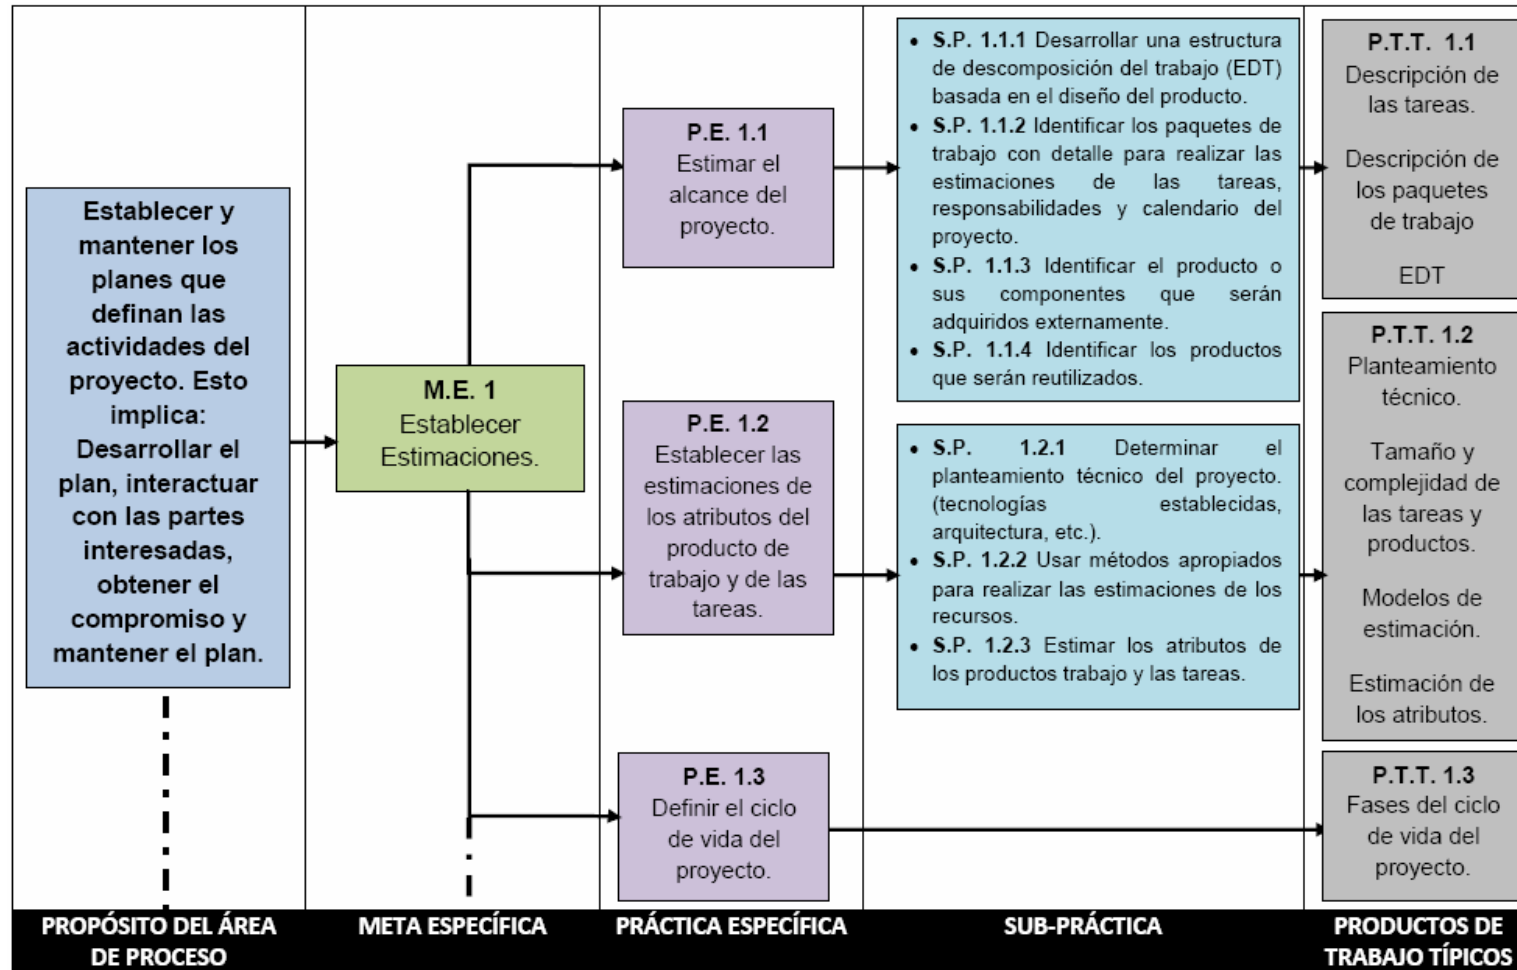 Establecer y
mantener los
planes que
definan las
actividades del
proyecto. Esto
implica:
Desarrollar el
plan, interactuar
con las partes
interesadas,
obtener el
compromiso y
mantener el plan.
M.E. 1
Establecer
Estimaciones.
P.E. 1.1
Estimar el
alcance del
proyecto.
P.E. 1.2
Establecer las
estimaciones de
los atributos del
producto de
trabajo y de las
tareas.
P.E. 1.3
Definir el ciclo
de vida del
proyecto.
• S.P. 1.1.1 Desarrollar una estructura
de descomposición del trabajo (EDT)
basada en el diseño del producto.
• S.P. 1.1.2 Identificar los paquetes de
trabajo con detalle para realizar las
estimaciones de las tareas,
responsabilidades y calendario del
proyecto.
• S.P. 1.1.3 Identificar el producto o
sus componentes que serán
adquiridos externamente.
• S.P. 1.1.4 Identificar los productos
que serán reutilizados.
• S.P. 1.2.1 Determinar el
planteamiento técnico del proyecto.
(tecnologías establecidas,
arquitectura, etc.).
• S.P. 1.2.2 Usar métodos apropiados
para realizar las estimaciones de los
recursos.
• S.P. 1.2.3 Estimar los atributos de
los productos trabajo y las tareas.
P.T.T. 1.1
Descripción de
las tareas.
Descripción de
los paquetes
de trabajo
EDT
P.T.T. 1.2
Planteamiento
técnico.
Tamaño y
complejidad de
las tareas y
productos.
Modelos de
estimación.
Estimación de
los atributos.
P.T.T. 1.3
Fases del ciclo
de vida del
proyecto.
PROPÓSITO DEL ÁREA
DE PROCESO
META ESPECÍFICA
PRÁCTICA ESPECÍFICA
SUB-PRÁCTICA
PRODUCTOS DE
TRABAJO TÍPICOS